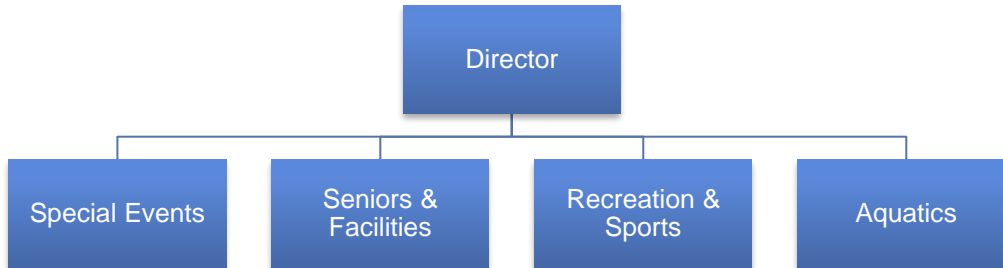 Director
Special Events
Seniors &
Facilities
Recreation &
Sports
Aquatics